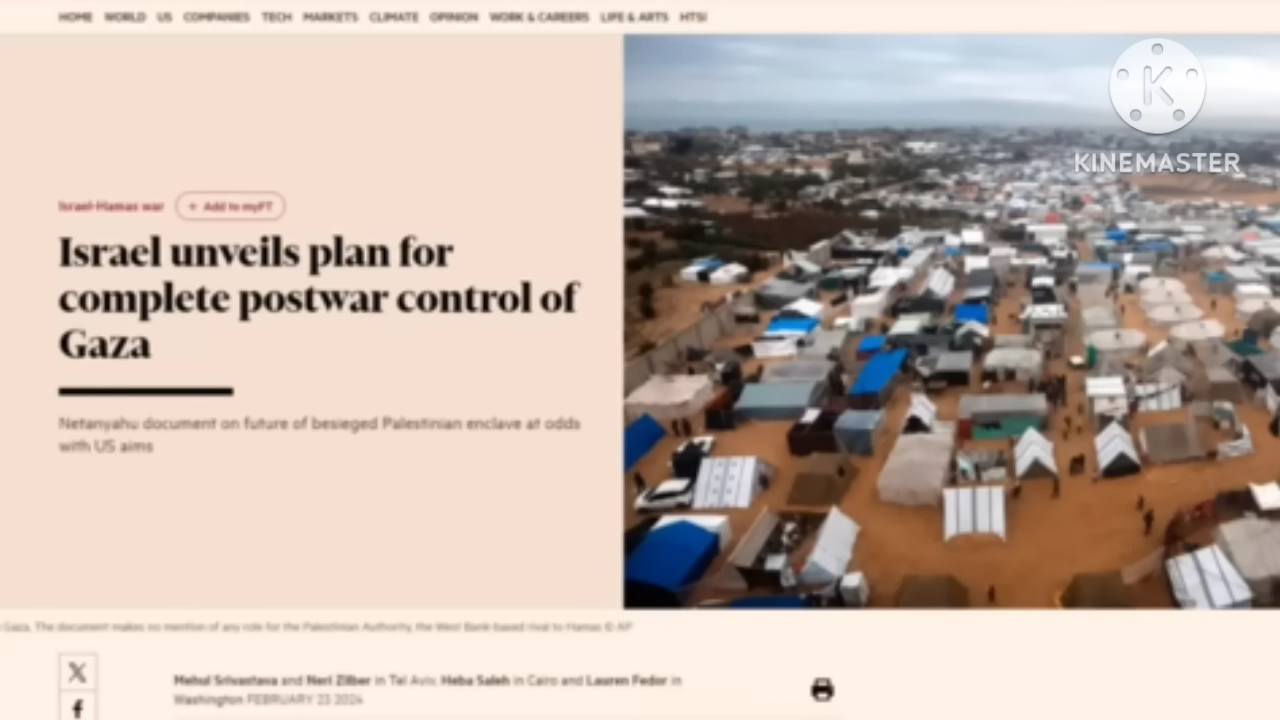 HOME WORLD US COMPANIES TECH MARKETS CLIMATE OPINION WORK & CAREERS LIFE & ARTS HTSI
K
KINEMASTER
Israel-Hamas war + Add to myFT
Israel unveils plan for
complete postwar control of
Gaza
Netanyahu document on future of besieged Palestinian enclave at odds
with US aims
Gaza. The document makes no mention of any role for the Palestinian Authority, the West Bank-based rival to Hamas © AP
Mehul Srivastava and Neri Zilber in Tel Aviv, Heba Saleh in Cairo and Lauren Fedor in
Washington FEBRUARY 23 2024